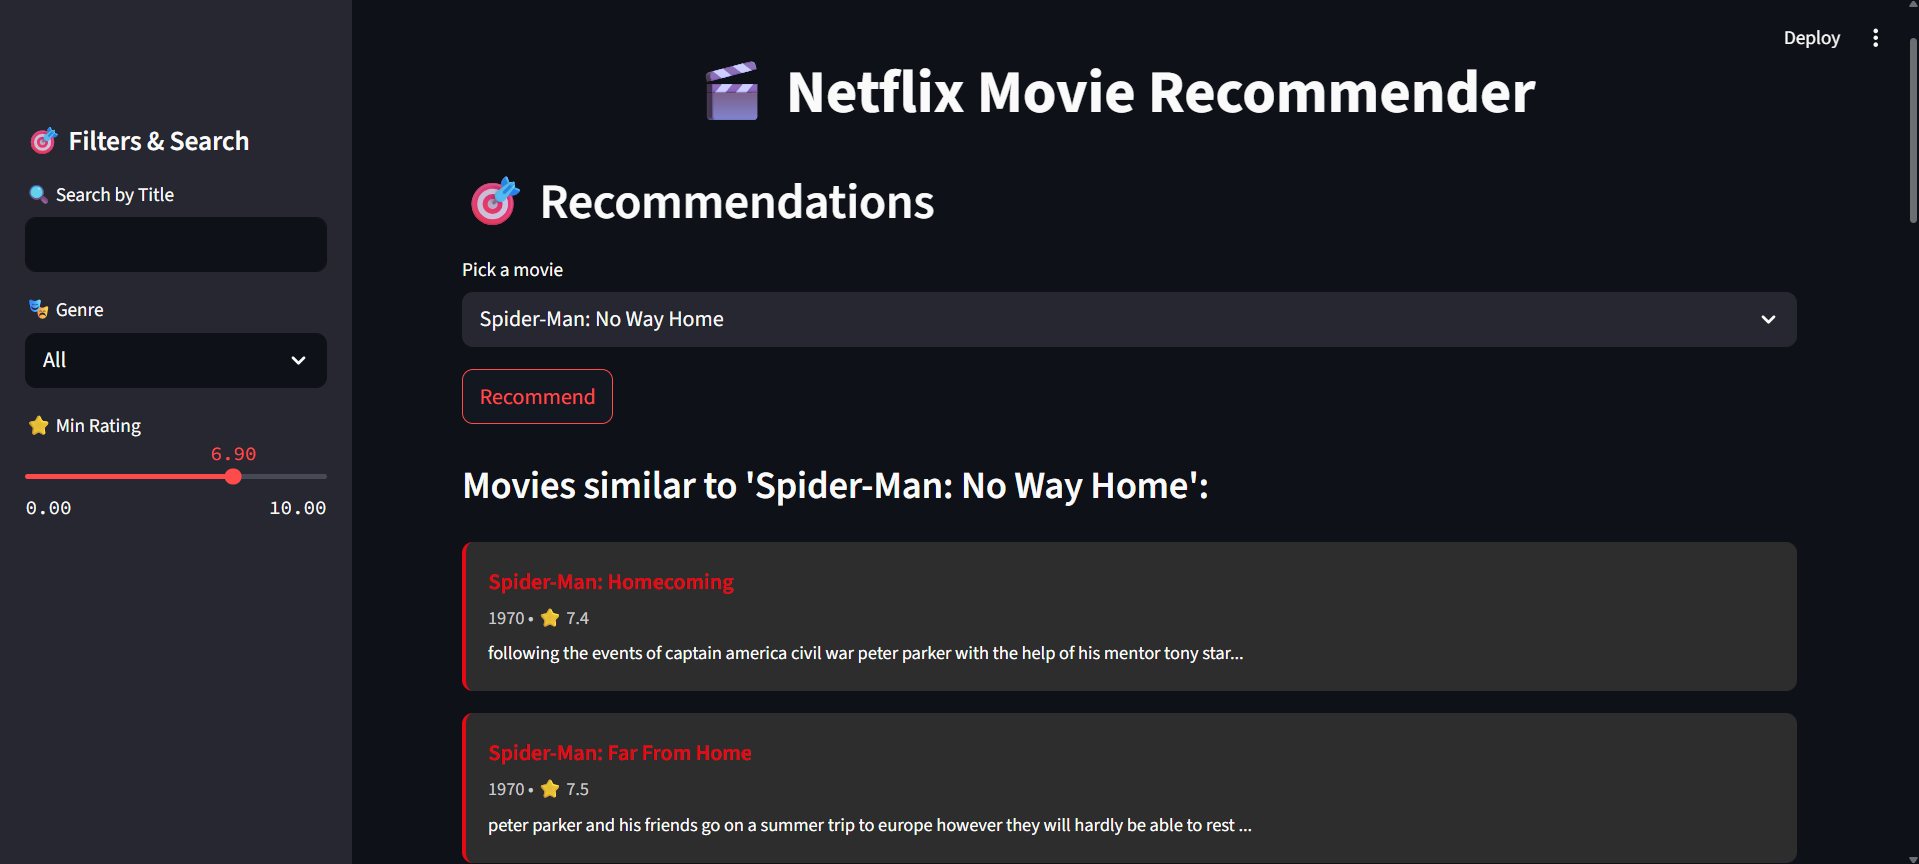 Deploy
Filters & Search
Search by Title
Genre
All
Min Rating
6.90
0.00 10.00
Netflix Movie Recommender
Recommendations
Pick a movie
Spider-Man: No Way Home
Recommend
Movies similar to 'Spider-Man: No Way Home':
Spider-Man: Homecoming
1970 • ⭐ 7.4
following the events of captain america civil war peter parker with the help of his mentor tony star...
Spider-Man: Far From Home
1970 • ⭐ 7.5
peter parker and his friends go on a summer trip to europe however they will hardly be able to rest ...